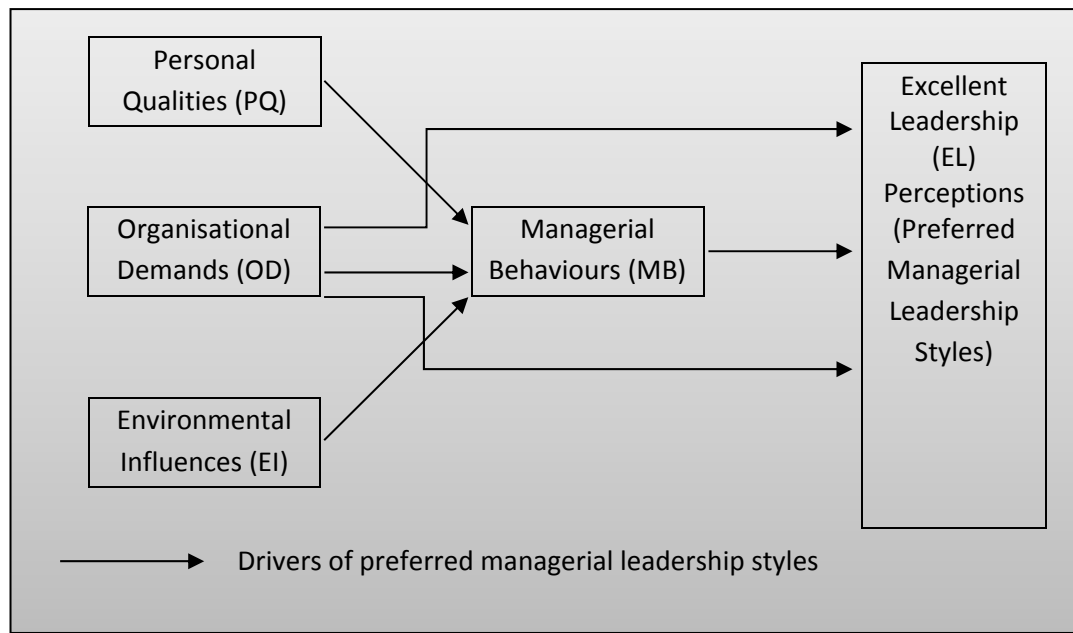 Personal
Qualities (PQ)
Organisational
Demands (OD)
Environmental
Influences (EI)
Managerial
Behaviours (MB)
Excellent
Leadership
(EL)
Perceptions
(Preferred
Managerial
Leadership
Styles)
Drivers of preferred managerial leadership styles